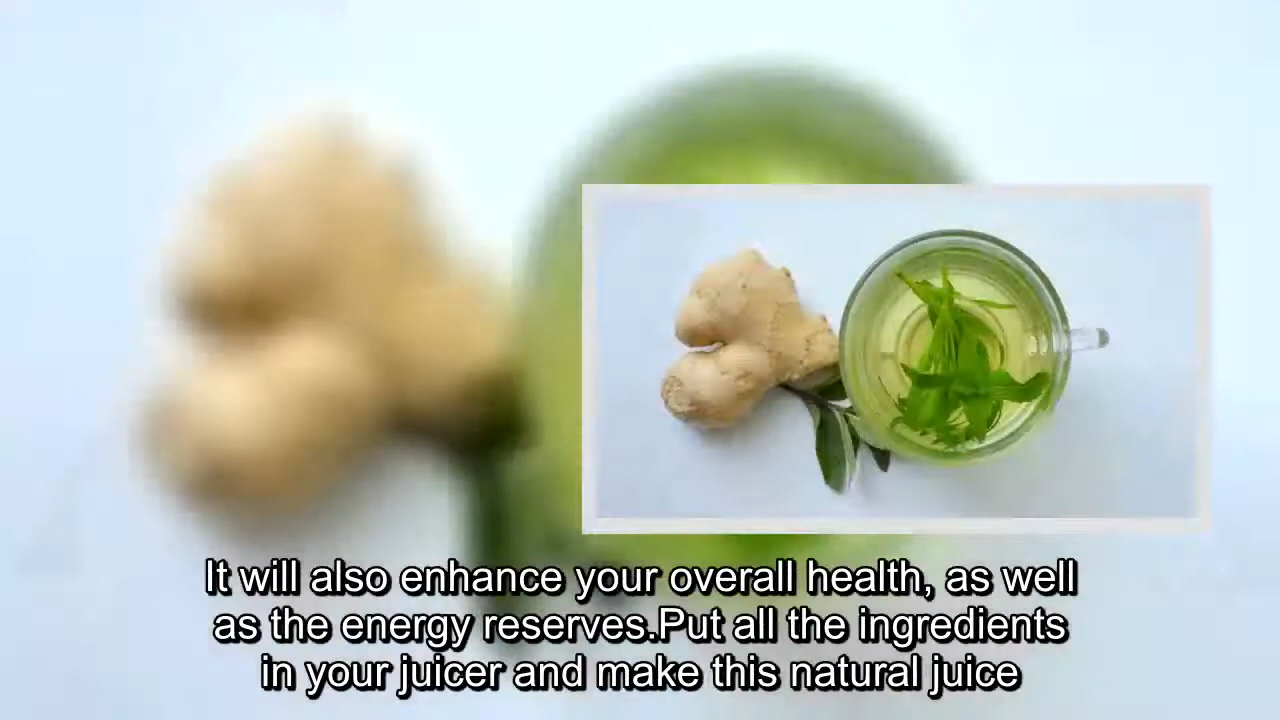 It will also enhance your overall health, as well
as the energy reserves.Put all the ingredients
in your juicer and make this natural juice